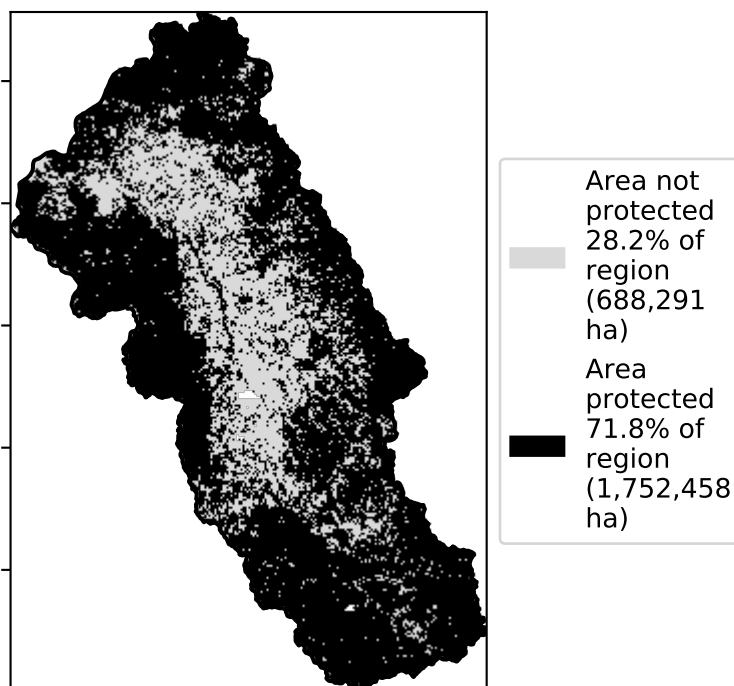 Area not
protected
28.2% of
region
(688,291
ha)
Area
protected
71.8% of
region
(1,752,458
ha)